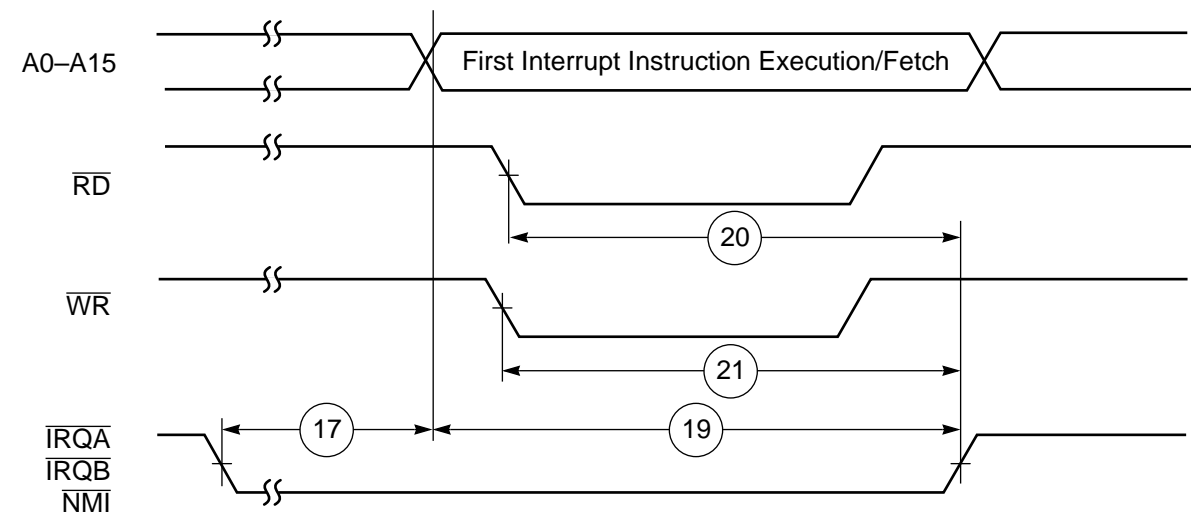 A0–A15
First Interrupt Instruction Execution/Fetch
RD
20
WR
21
17
19
IRQA
IRQB
NMI